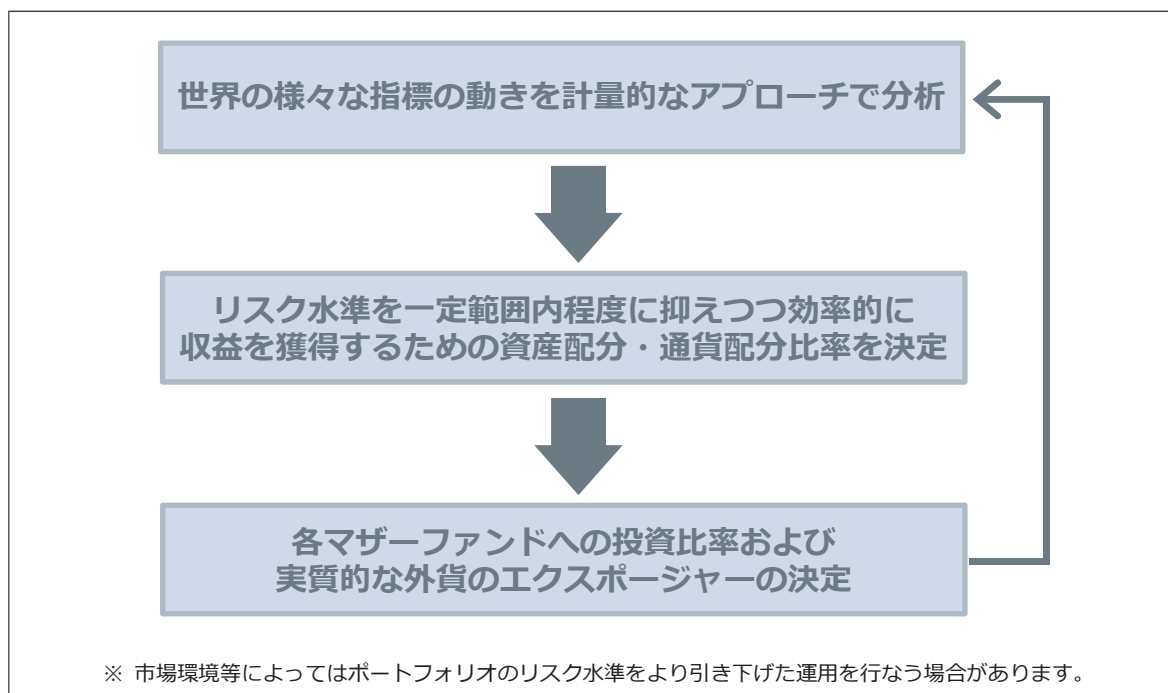 世界の様々な指標の動きを計量的なアプローチで分析
リスク水準を一定範囲内程度に抑えつつ効率的に
収益を獲得するための資産配分・通貨配分比率を決定
各マザーファンドへの投資比率および
実質的な外貨のエクスポージャーの決定
※ 市場環境等によってはポートフォリオのリスク水準をより引き下げた運用を行なう場合があります。